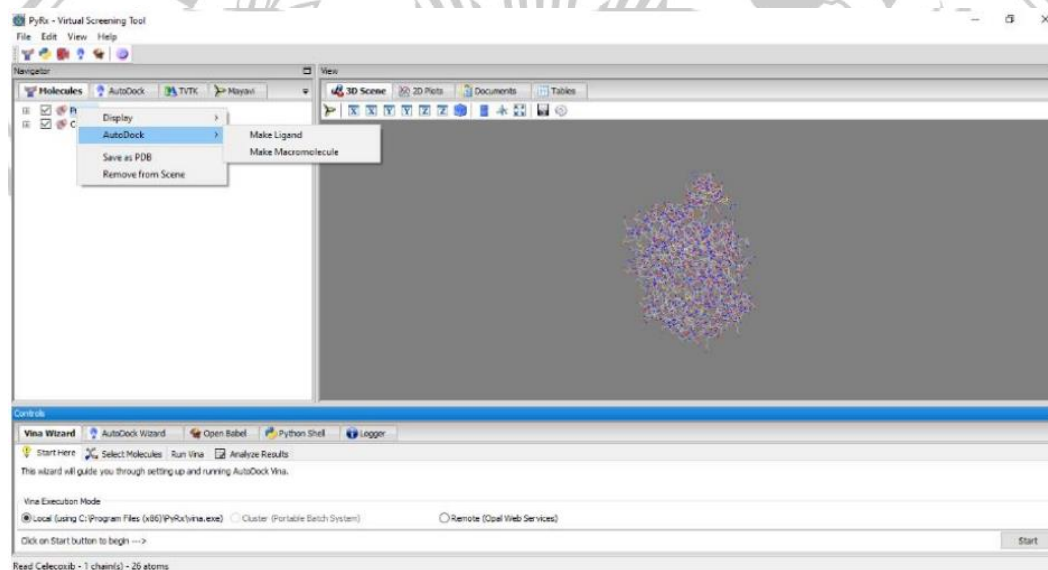 PyRx - Virtual Screening Tool
File Edit View Help
Navigator
View
Molecules AutoDock TVTK Mayavi
3D Scene 2D Plots Documents Tables
X X Y Y Z Z
Display
AutoDock
Make Ligand
Make Macromolecule
Save as PDB
Remove from Scene
Controls
Vina Wizard AutoDock Wizard Open Babel Python Shell Logger
Start Here Select Molecules Run Vina Analyze Results
This wizard will guide you through setting up and running AutoDock Vina.
Vina Execution Mode
Local (using C:\Program Files (x86)\PyRx\vina.exe) Cluster (Portable Batch System) Remote (Opal Web Services)
Click on Start button to begin --->
Start
Read Celecoxib - 1 chain(s) - 26 atoms